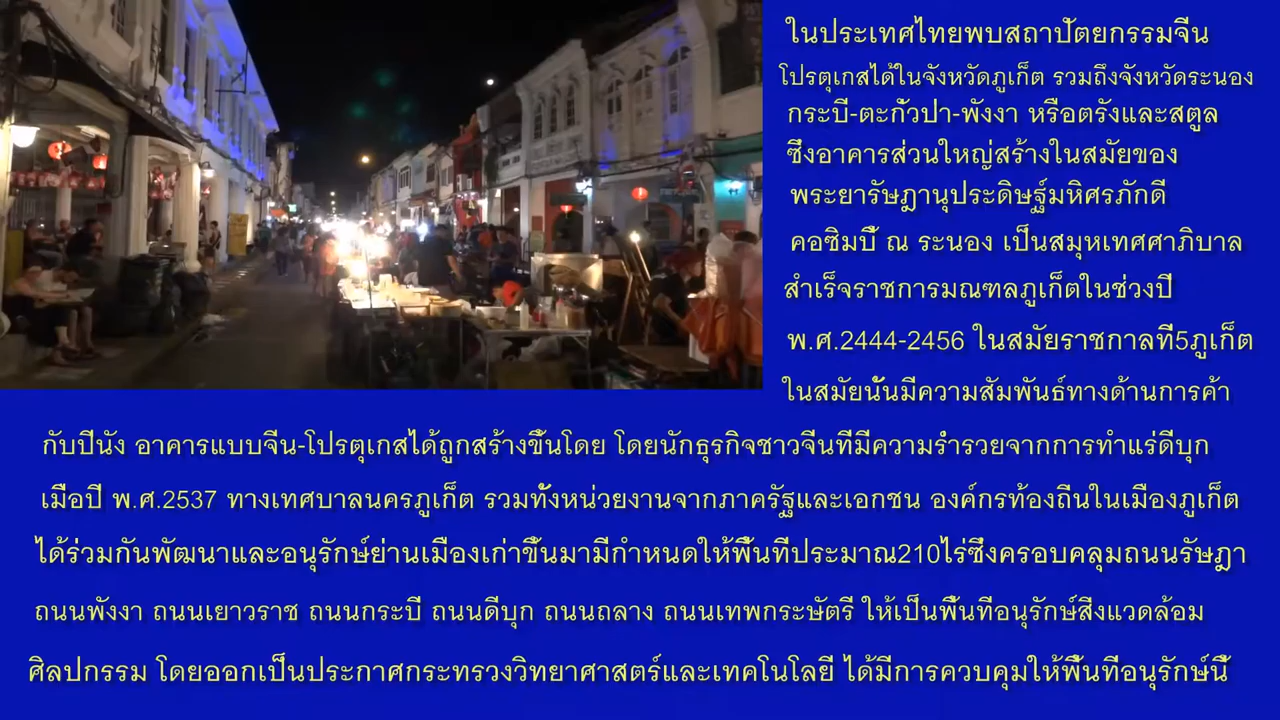 ในประเทศไทยพบสถาปัตยกรรมจีน
โปรตุเกสได้ในจังหวัดภูเก็ต รวมถึงจังหวัดระนอง
กระบี่-ตะกั่วป่า-พังงา หรือตรังและสตูล
ซึ่งอาคารส่วนใหญ่สร้างในสมัยของ
พระยารัษฎานุประดิษฐ์มหิศรภักดี
คอซิมบี้ ณ ระนอง เป็นสมุหเทศศาภิบาล
สำเร็จราชการมณฑลภูเก็ตในช่วงปี
พ.ศ.2444-2456 ในสมัยราชกาลที่5ภูเก็ต
ในสมัยนั้นมีความสัมพันธ์ทางด้านการค้า
กับปีนัง อาคารแบบจีน-โปรตุเกสได้ถูกสร้างขึ้นโดย โดยนักธุรกิจชาวจีนที่มีความร่ำรวยจากการทำแร่ดีบุก
เมื่อปี พ.ศ.2537 ทางเทศบาลนครภูเก็ต รวมทั้งหน่วยงานจากภาครัฐและเอกชน องค์กรท้องถิ่นในเมืองภูเก็ต
ได้ร่วมกันพัฒนาและอนุรักษ์ย่านเมืองเก่าขึ้นมามีกำหนดให้พื้นที่ประมาณ210ไร่ซึ่งครอบคลุมถนนรัษฎา
ถนนพังงา ถนนเยาวราช ถนนกระบี่ ถนนดีบุก ถนนถลาง ถนนเทพกระษัตรี ให้เป็นพื้นที่อนุรักษ์สิ่งแวดล้อม
ศิลปกรรม โดยออกเป็นประกาศกระทรวงวิทยาศาสตร์และเทคโนโลยี ได้มีการควบคุมให้พื้นที่อนุรักษ์นี้